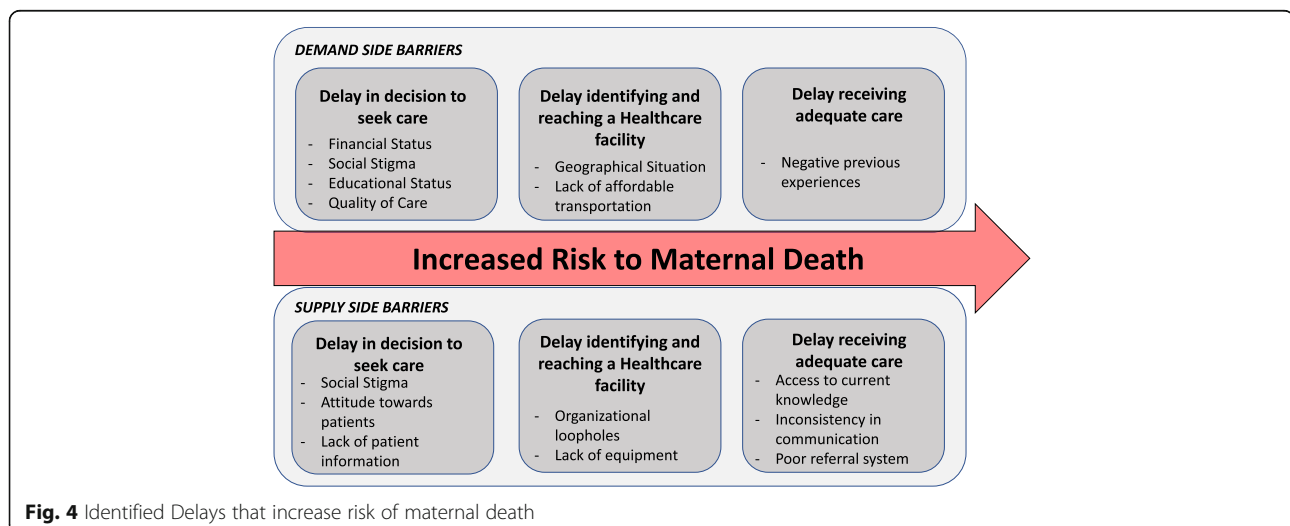 DEMAND SIDE BARRIERS
Delay in decision to
seek care
- Financial Status
- Social Stigma
- Educational Status
- Quality of Care
Delay identifying and
reaching a Healthcare
facility
- Geographical Situation
- Lack of affordable
transportation
Delay receiving
adequate care
- Negative previous
experiences
Increased Risk to Maternal Death
SUPPLY SIDE BARRIERS
Delay in decision to
seek care
- Social Stigma
- Attitude towards
patients
- Lack of patient
information
Delay identifying and
reaching a Healthcare
facility
- Organizational
loopholes
- Lack of equipment
Delay receiving
adequate care
- Access to current
knowledge
- Inconsistency in
communication
- Poor referral system
Fig. 4 Identified Delays that increase risk of maternal death